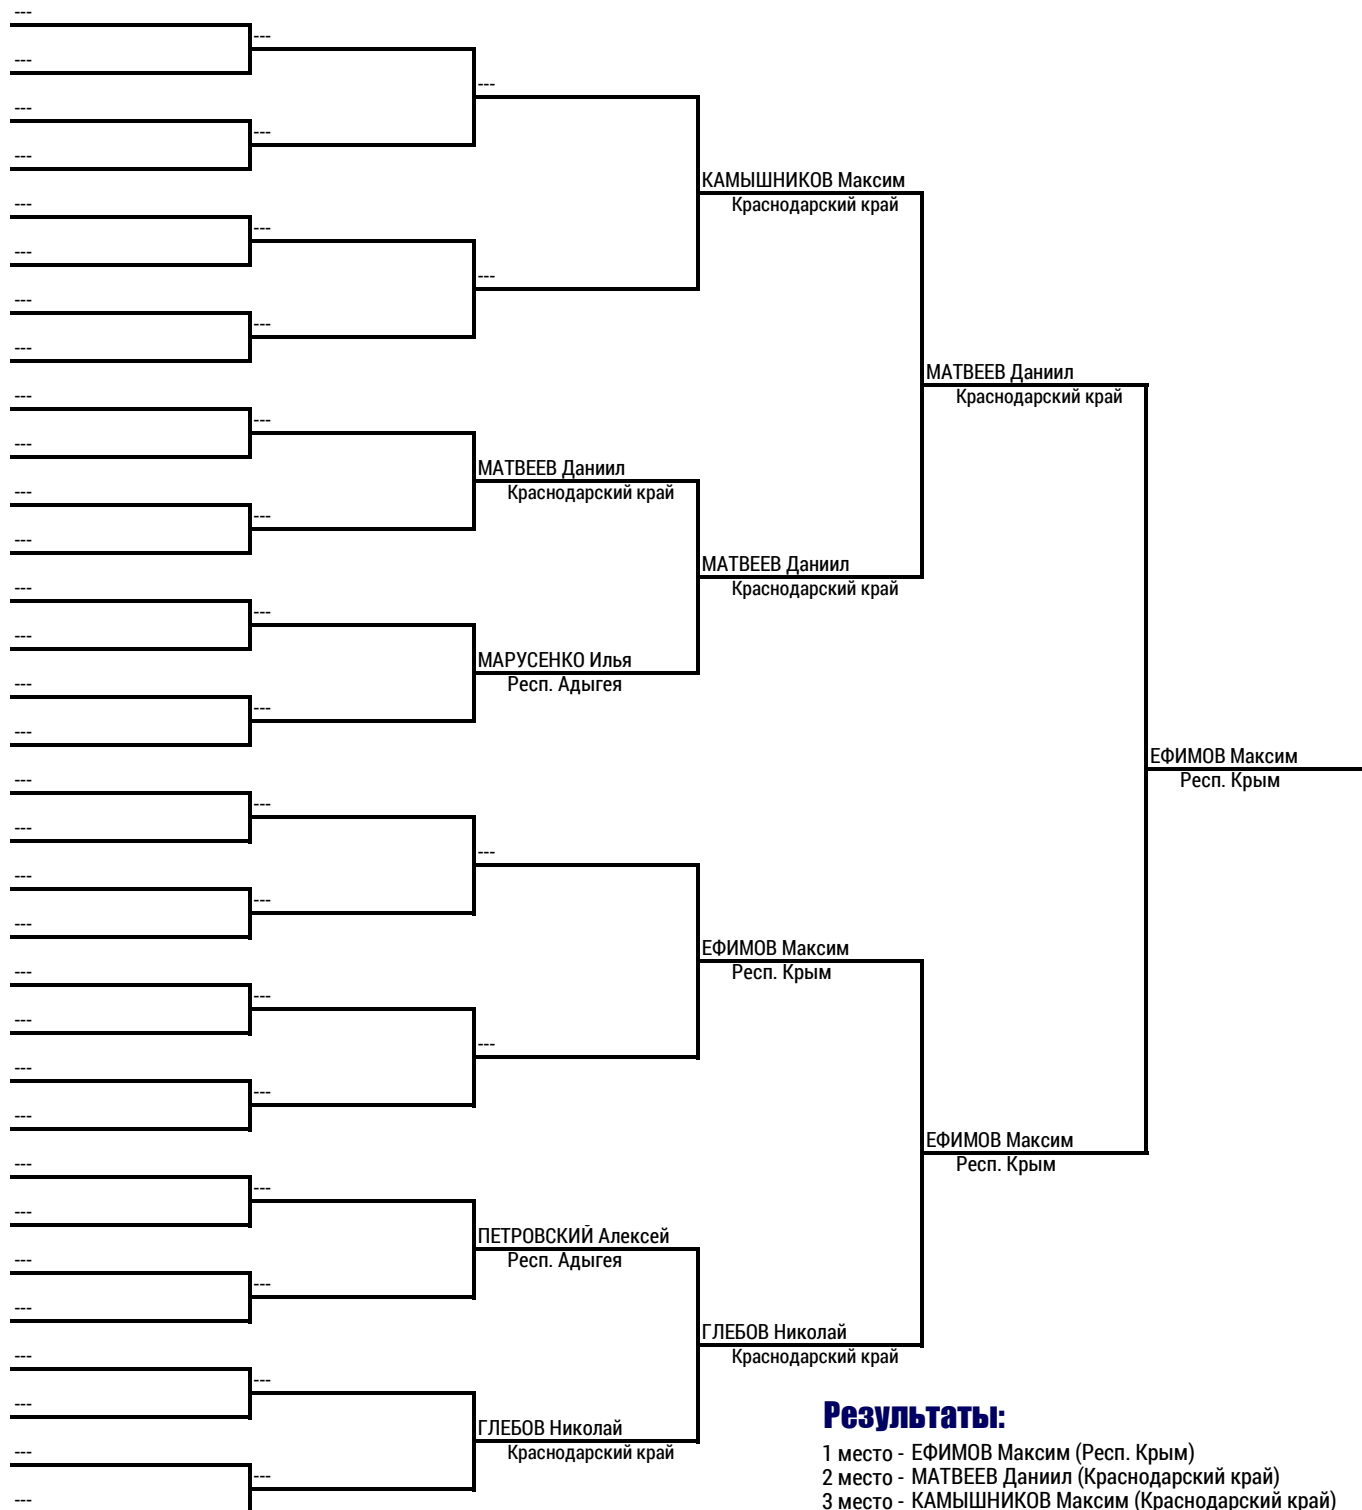 ---
---
---
---
---
---
---
КАМЫШНИКОВ Максим
---
Краснодарский край
---
---
---
---
---
---
МАТВЕЕВ Даниил
---
Краснодарский край
---
---
МАТВЕЕВ Даниил
---
Краснодарский край
---
---
МАТВЕЕВ Даниил
---
Краснодарский край
---
---
МАРУСЕНКО Илья
---
Респ. Адыгея
---
---
ЕФИМОВ Максим
---
Респ. Крым
---
---
---
---
---
---
ЕФИМОВ Максим
---
Респ. Крым
---
---
---
---
---
---
ЕФИМОВ Максим
---
Респ. Крым
---
---
ПЕТРОВСКИЙ Алексей
---
Респ. Адыгея
---
---
ГЛЕБОВ Николай
---
Краснодарский край
---
---
ГЛЕБОВ Николай
---
Краснодарский край
---
---
Результаты:
1 место - ЕФИМОВ Максим (Респ. Крым)
2 место - МАТВЕЕВ Даниил (Краснодарский край)
3 место - КАМЫШНИКОВ Максим (Краснодарский край)